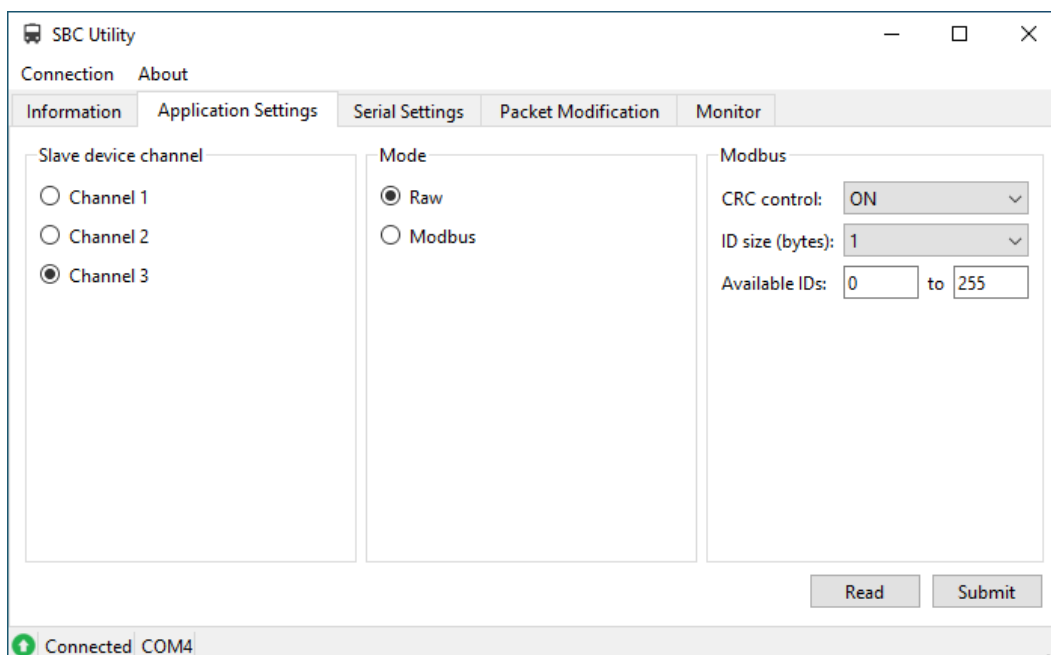 SBC Utility
Connection About
Information Application Settings Serial Settings Packet Modification Monitor
Slave device channel
Channel 1
Channel 2
Channel 3
Mode
Raw
Modbus
Modbus
CRC control: ON
ID size (bytes): 1
Available IDs: 0 to 255
Read Submit
Connected COM4